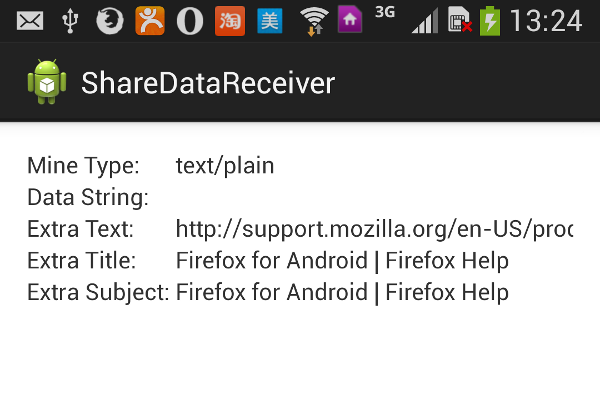 淘 美 3G 13:24
ShareDataReceiver
Mine Type: text/plain
Data String:
Extra Text: http://support.mozilla.org/en-US/proc
Extra Title: Firefox for Android | Firefox Help
Extra Subject: Firefox for Android | Firefox Help